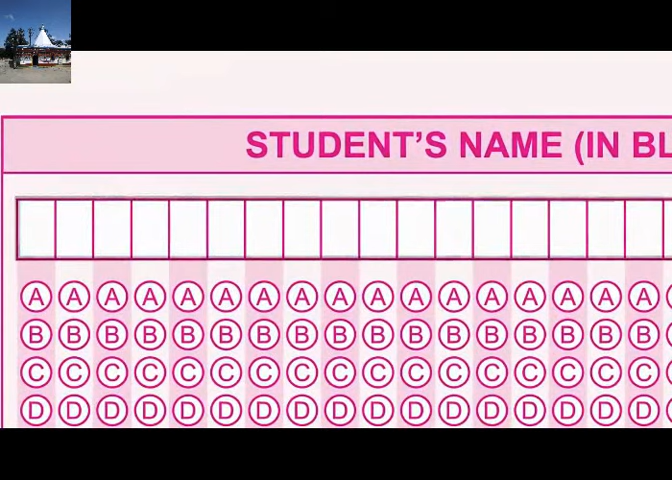 STUDENT’S NAME (IN BL
A A A A A A A A A A A A A A A A A
B B B B B B B B B B B B B B B B B
C C C C C C C C C C C C C C C C C
D D D D D D D D D D D D D D D D D